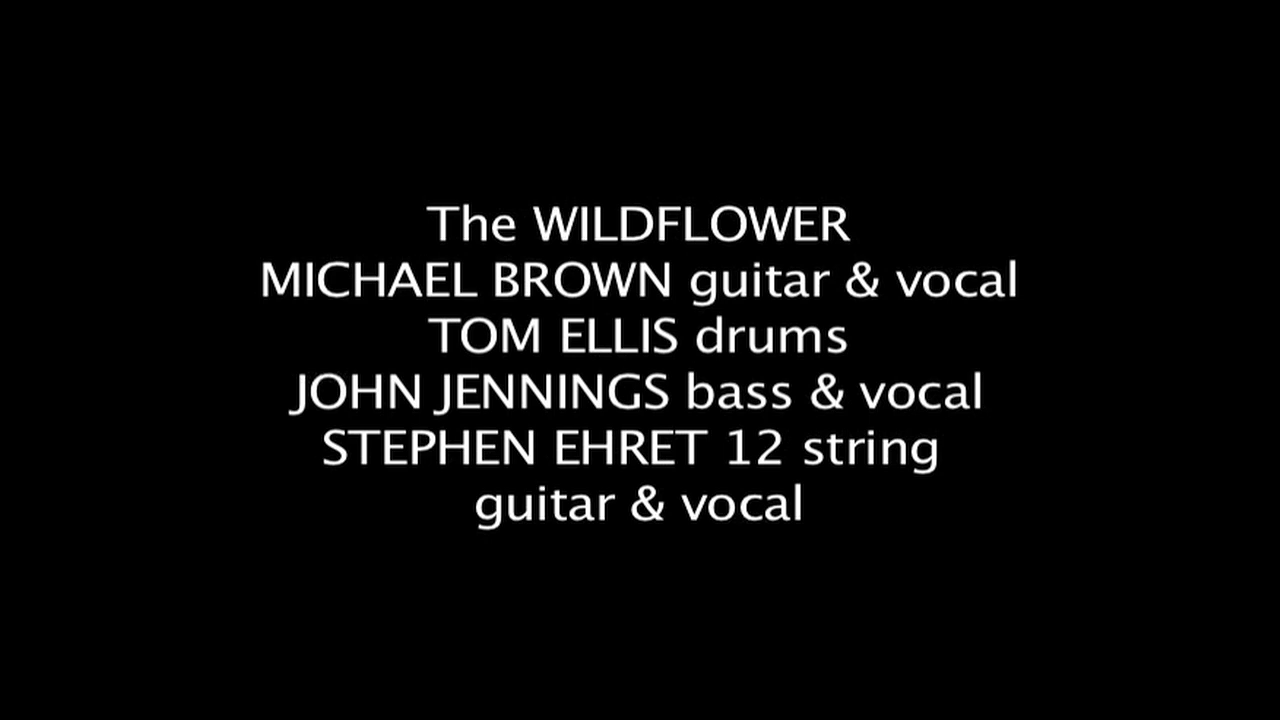 The WILDFLOWER
MICHAEL BROWN guitar & vocal
TOM ELLIS drums
JOHN JENNINGS bass & vocal
STEPHEN EHRET 12 string
guitar & vocal